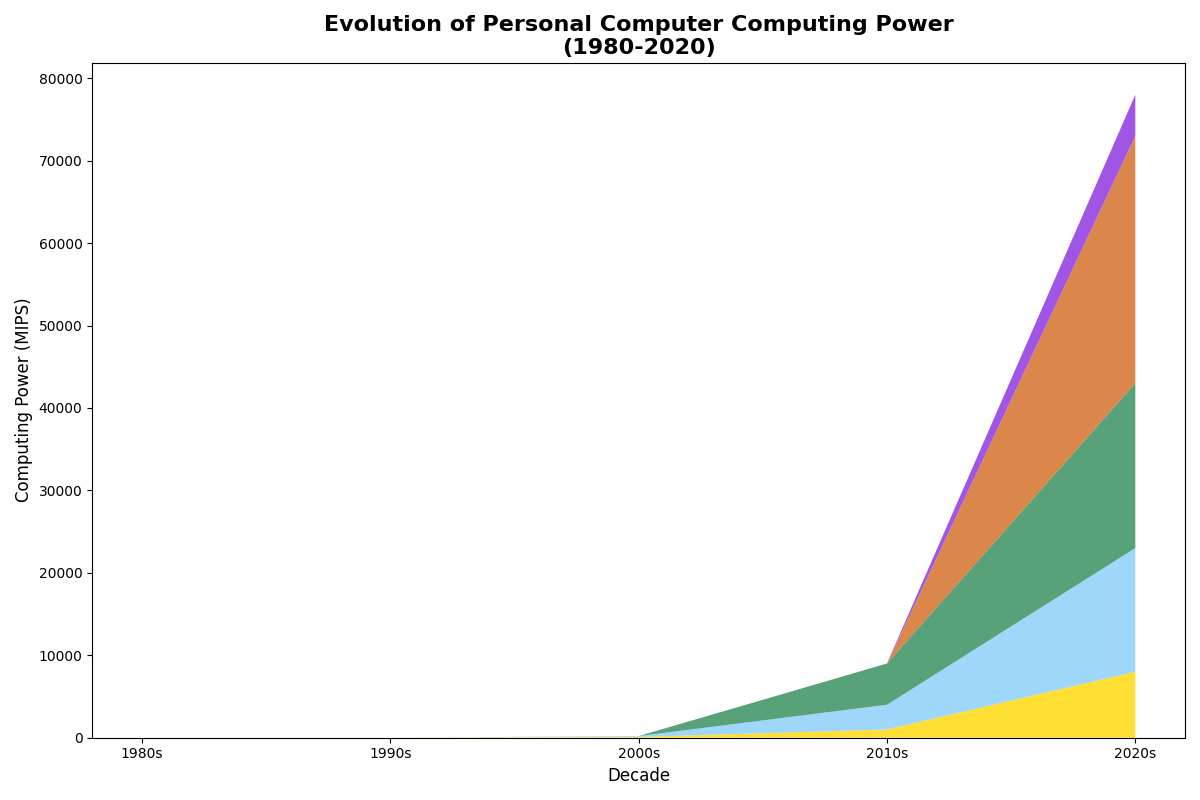 Evolution of Personal Computer Computing Power
(1980-2020)
80000
70000
60000
50000
40000
30000
20000
10000
0
Computing Power (MIPS)
1980s 1990s 2000s 2010s 2020s
Decade